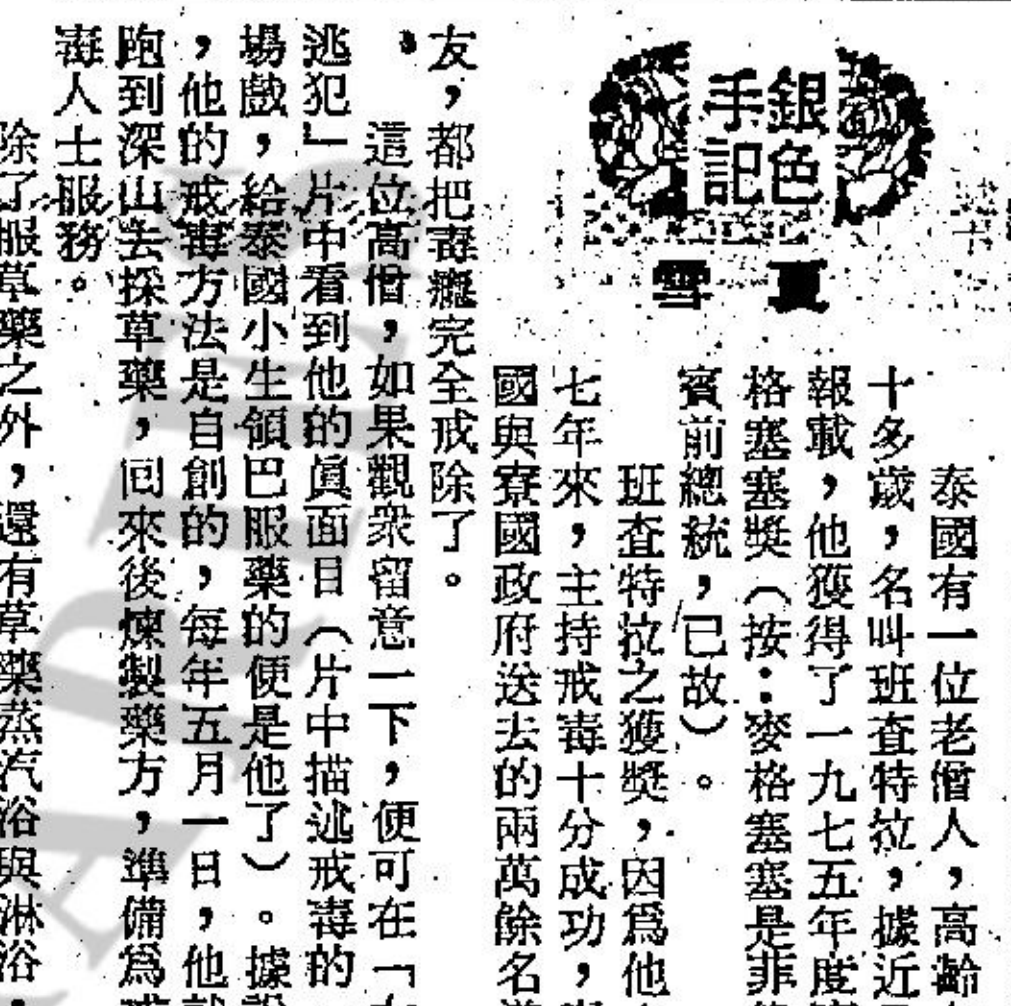 銀色
手記
夏雪
泰國有一位老僧人，高齡
十多歲，名叫班查特拉，據近
報載，他獲得了一九七五年度
格塞塞獎（按：麥格塞塞是非
賓前總統，已故）。
班查特拉之獲獎，因爲他
七年來，主持戒毒十分成功，
國與寮國政府送去的兩萬餘名
友，都把毒癮完全戒除了。
這位高僧，如果觀衆留意一下，便可在「
逃犯」片中看到他的眞面目（片中描述戒毒的
場戲，給泰國小生領巴服藥的便是他了）。據說
，他的戒毒方法是自創的，每年五月一日，他
跑到深山去採草藥，回來後煉製藥方，準備爲
毒人士服務。
除了服草藥之外，還有草藥蒸汽浴與淋浴，